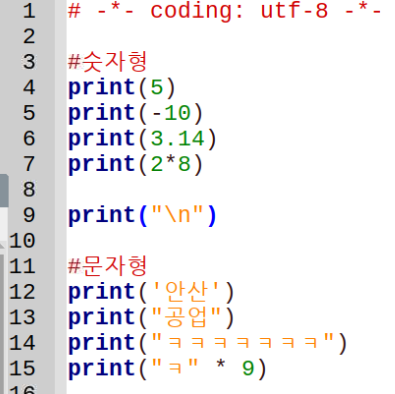 1 # -*- coding: utf-8 -*-
2
3 #숫자형
4 print(5)
5 print(-10)
6 print(3.14)
7 print(2*8)
8
9 print("\n")
10
11 #문자형
12 print('안산')
13 print("공업")
14 print("ㅋㅋㅋㅋㅋㅋㅋ")
15 print("ㅋ" * 9)
16